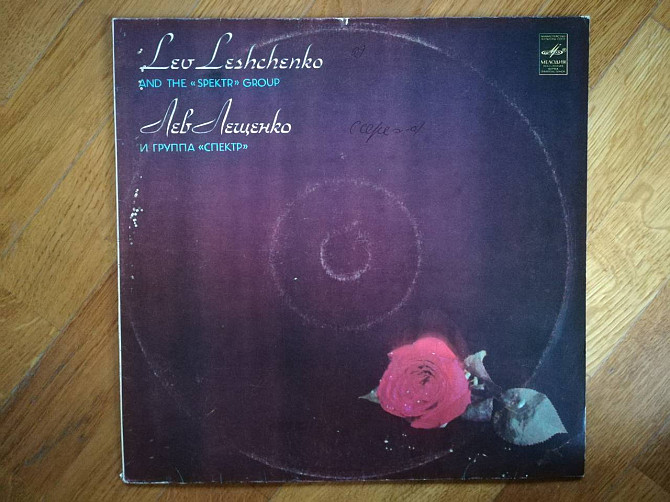 Lev Leshchenko
AND THE «SPEKTR» GROUP
Лев Лещенко
И ГРУППА «СПЕКТР»
МЕЛОДИЯ